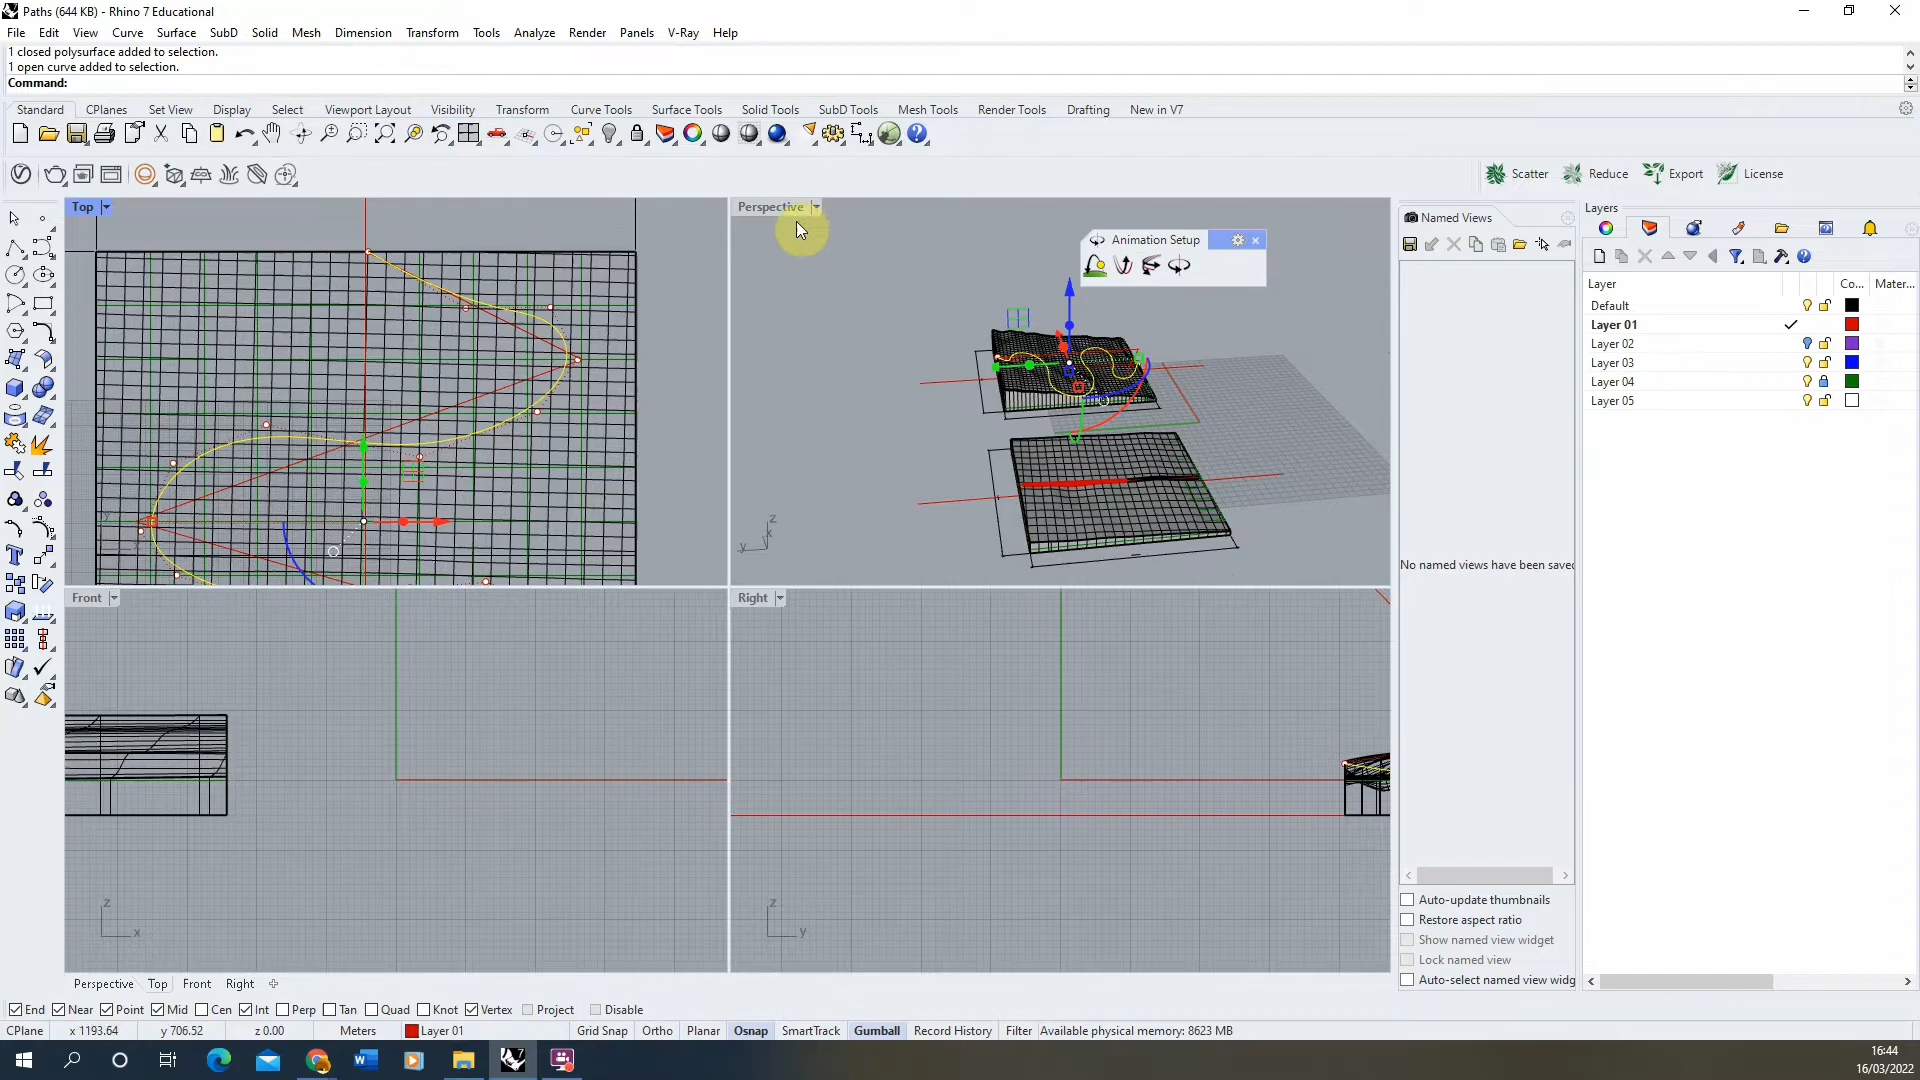 Paths (644 KB) - Rhino 7 Educational
File Edit View Curve Surface SubD Solid Mesh Dimension Transform Tools Analyze Render Panels V-Ray Help
1 closed polysurface added to selection.
1 open curve added to selection.
Command:
Standard CPlanes Set View Display Select Viewport Layout Visibility Transform Curve Tools Surface Tools Solid Tools SubD Tools Mesh Tools Render Tools Drafting New in V7
Scatter Reduce Export License
Top
Perspective
Animation Setup
Named Views
Layers
Layer Co... Mater...
Default
Layer 01
Layer 02
Layer 03
Layer 04
Layer 05
No named views have been saved
y
z
x
y
Front
Right
z
x
z
y
Auto-update thumbnails
Restore aspect ratio
Show named view widget
Lock named view
Auto-select named view widg
Perspective Top Front Right
End Near Point Mid Cen Int Perp Tan Quad Knot Vertex Project Disable
CPlane x 1193.64 y 706.52 z 0.00 Meters Layer 01 Grid Snap Ortho Planar Osnap SmartTrack Gumball Record History Filter Available physical memory: 8623 MB
16:44
16/03/2022